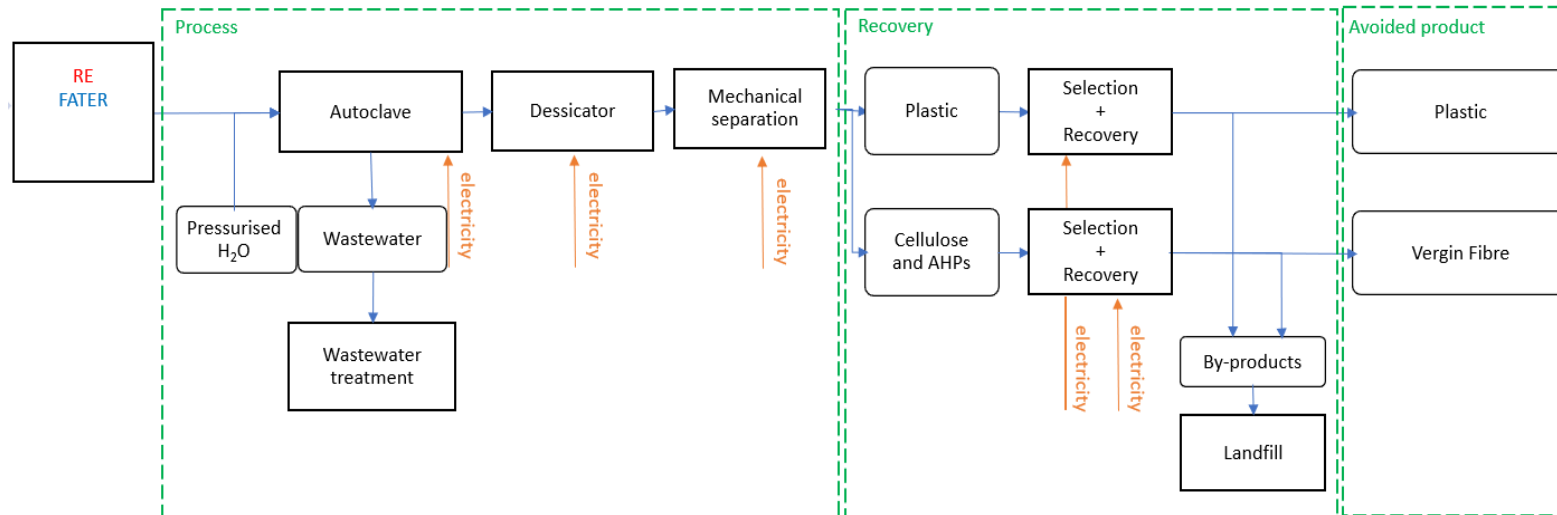 Process
Recovery
Avoided product
RE
FATER
Autoclave
Dessicator
Mechanical
separation
Plastic
Selection
+
Recovery
Plastic
electricity
electricity
electricity
Pressurised
H₂O
Wastewater
Cellulose
and AHPs
Selection
+
Recovery
Vergin Fibre
electricity
electricity
Wastewater
treatment
By-products
Landfill